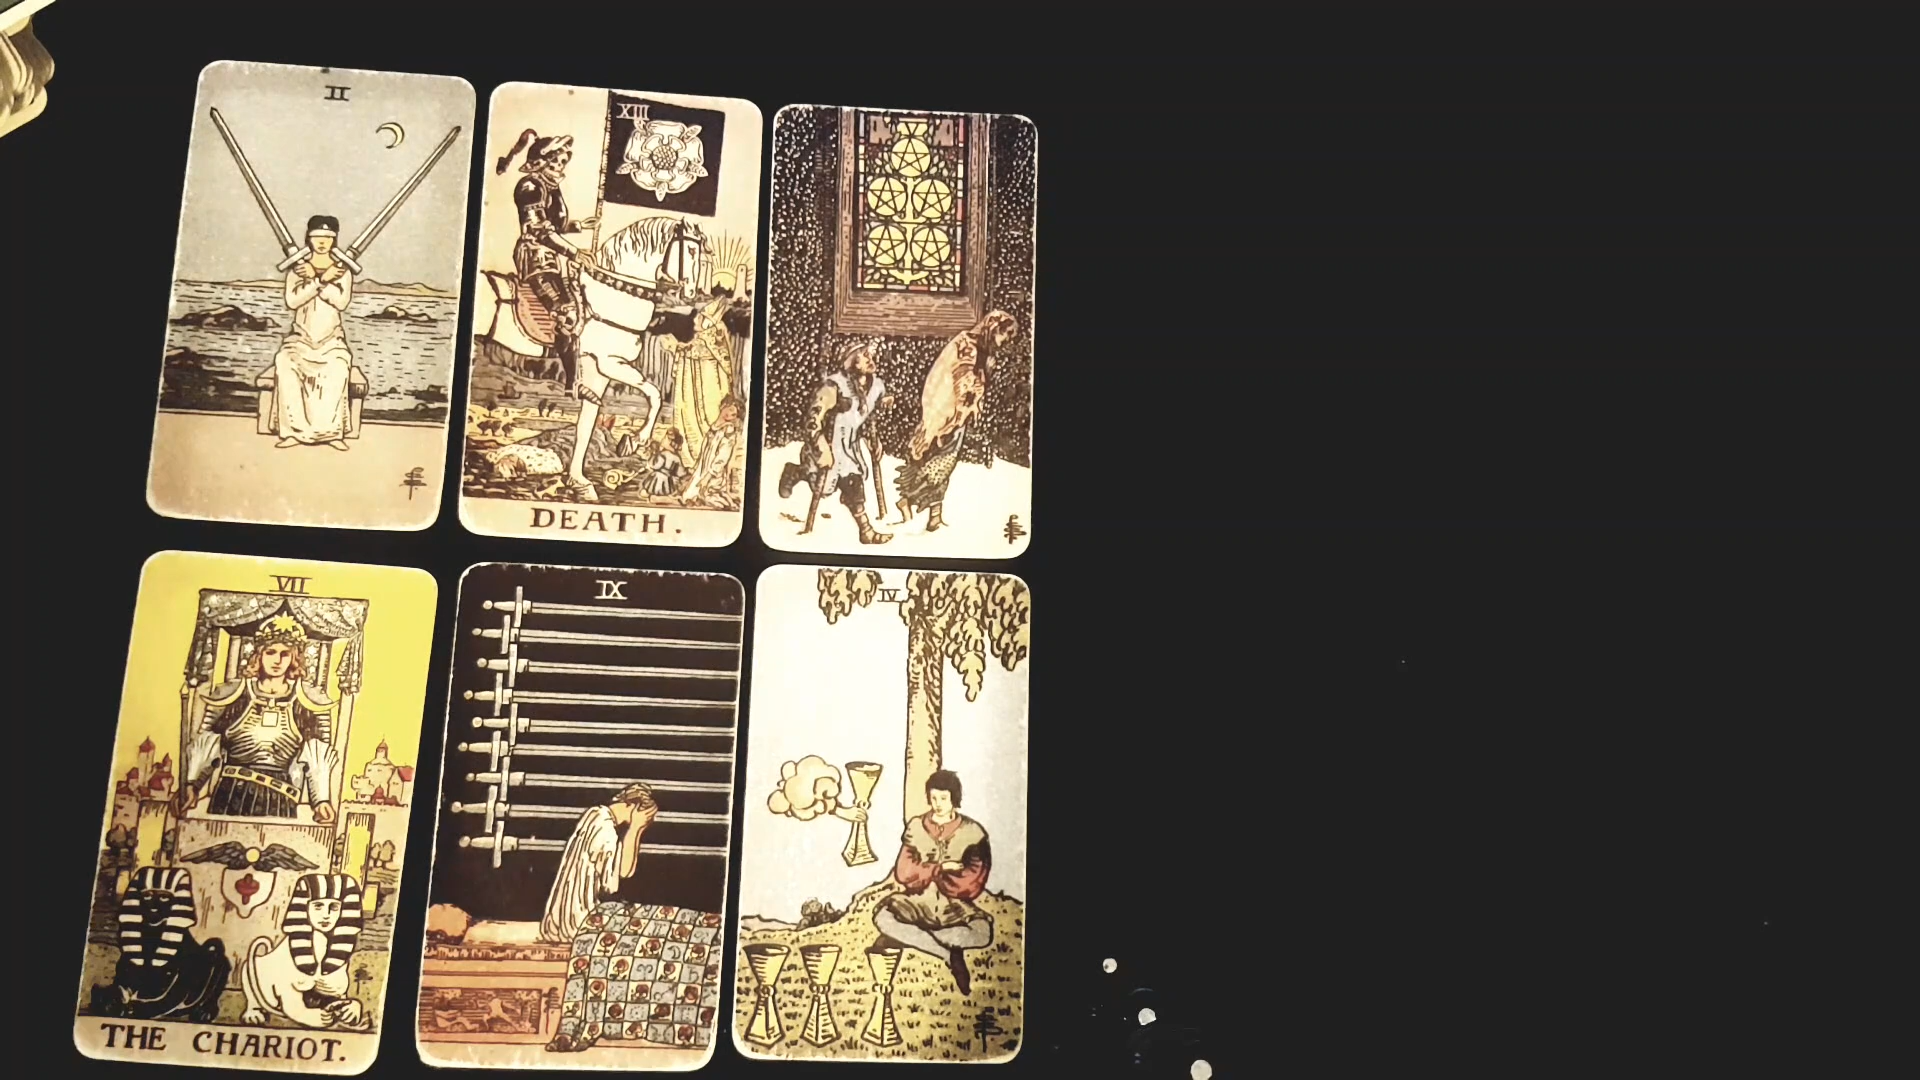 II
XIII
DEATH.
VII
IX
IV
THE CHARIOT.